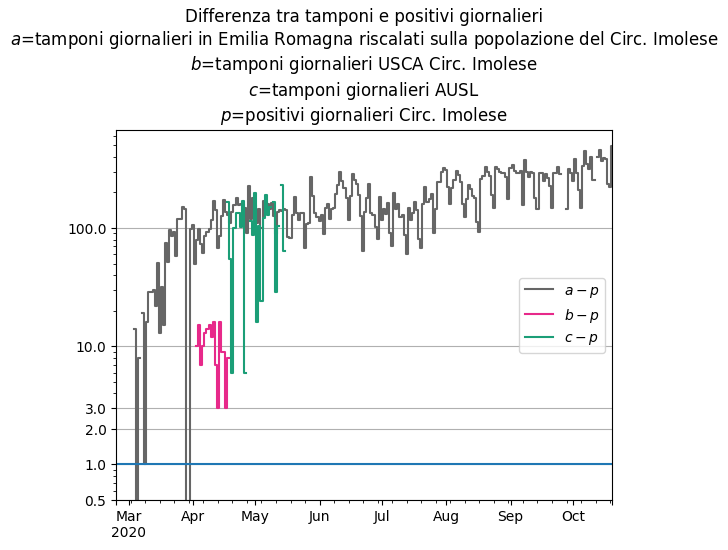 Differenza tra tamponi e positivi giornalieri
a=tamponi giornalieri in Emilia Romagna riscalati sulla popolazione del Circ. Imolese
b=tamponi giornalieri USCA Circ. Imolese
c=tamponi giornalieri AUSL
p=positivi giornalieri Circ. Imolese
100.0
10.0
3.0
2.0
1.0
0.5
a − p
b − p
c − p
Mar Apr May Jun Jul Aug Sep Oct
2020